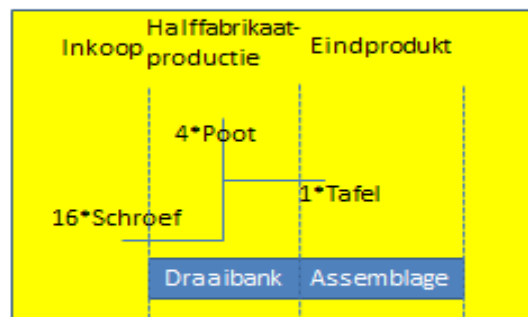 Inkoop
Halffabrikaat-
productie
Eindprodukt
4*Poot
1*Tafel
16*Schroef
Draaibank
Assemblage